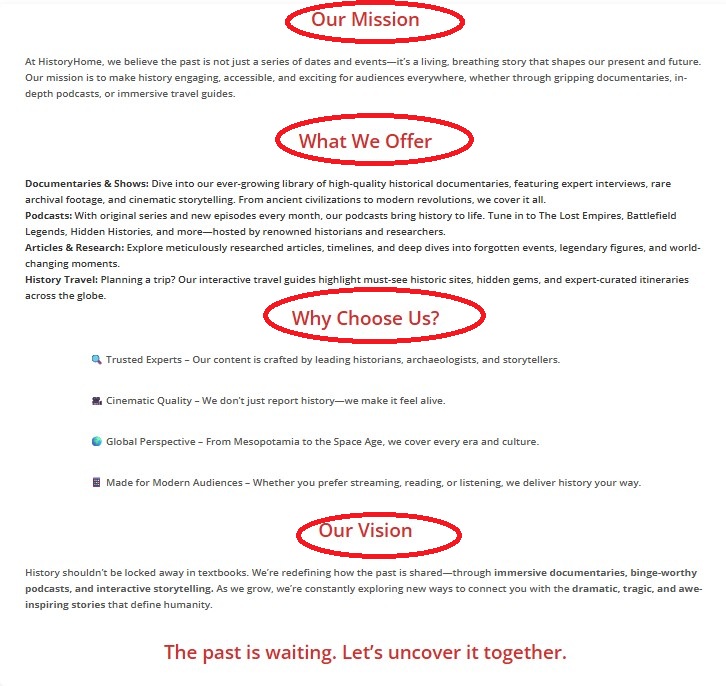 Our Mission
At HistoryHome, we believe the past is not just a series of dates and events—it's a living, breathing story that shapes our present and future.
Our mission is to make history engaging, accessible, and exciting for audiences everywhere, whether through gripping documentaries, in-
depth podcasts, or immersive travel guides.
What We Offer
Documentaries & Shows: Dive into our ever-growing library of high-quality historical documentaries, featuring expert interviews, rare
archival footage, and cinematic storytelling. From ancient civilizations to modern revolutions, we cover it all.
Podcasts: With original series and new episodes every month, our podcasts bring history to life. Tune in to The Lost Empires, Battlefield
Legends, Hidden Histories, and more—hosted by renowned historians and researchers.
Articles & Research: Explore meticulously researched articles, timelines, and deep dives into forgotten events, legendary figures, and world-
changing moments.
History Travel: Planning a trip? Our interactive travel guides highlight must-see historic sites, hidden gems, and expert-curated itineraries
across the globe.
Why Choose Us?
Trusted Experts – Our content is crafted by leading historians, archaeologists, and storytellers.
Cinematic Quality – We don't just report history—we make it feel alive.
Global Perspective – From Mesopotamia to the Space Age, we cover every era and culture.
Made for Modern Audiences – Whether you prefer streaming, reading, or listening, we deliver history your way.
Our Vision
History shouldn't be locked away in textbooks. We're redefining how the past is shared—through immersive documentaries, binge-worthy
podcasts, and interactive storytelling. As we grow, we're constantly exploring new ways to connect you with the dramatic, tragic, and awe-
inspiring stories that define humanity.
The past is waiting. Let's uncover it together.